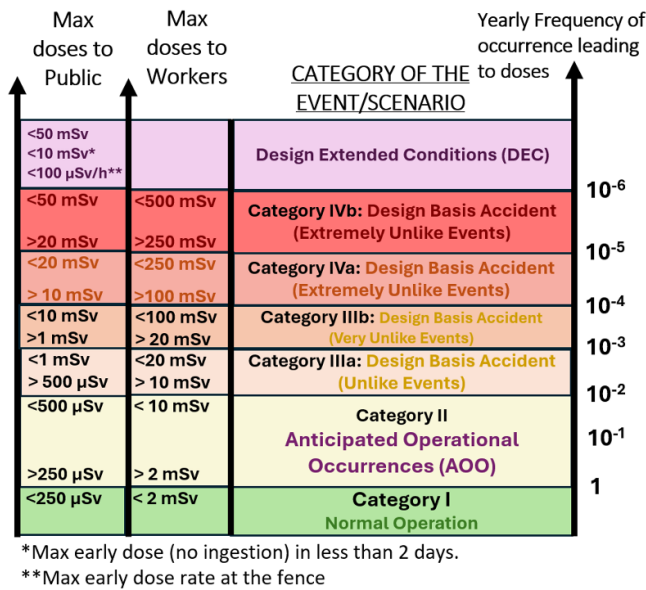 Max
doses to
Public
Max
doses to
Workers
CATEGORY OF THE
EVENT/SCENARIO
Yearly Frequency of
occurrence leading
to doses
<50 mSv
<10 mSv*
<100 µSv/h**
Design Extended Conditions (DEC)
10-6
<50 mSv
>20 mSv
<500 mSv
>250 mSv
Category IVb: Design Basis Accident
(Extremely Unlike Events)
10-5
<20 mSv
> 10 mSv
<250 mSv
>100 mSv
Category IVa: Design Basis Accident
(Extremely Unlike Events)
10-4
<10 mSv
>1 mSv
<100 mSv
> 20 mSv
Category IIIb: Design Basis Accident
(Very Unlike Events)
10-3
<1 mSv
> 500 µSv
<20 mSv
> 10 mSv
Category IIIa: Design Basis Accident
(Unlike Events)
10-2
<500 µSv
>250 µSv
< 10 mSv
> 2 mSv
Category II
Anticipated Operational
Occurrences (AOO)
10-1
1
<250 µSv
< 2 mSv
Category I
Normal Operation
*Max early dose (no ingestion) in less than 2 days.
**Max early dose rate at the fence